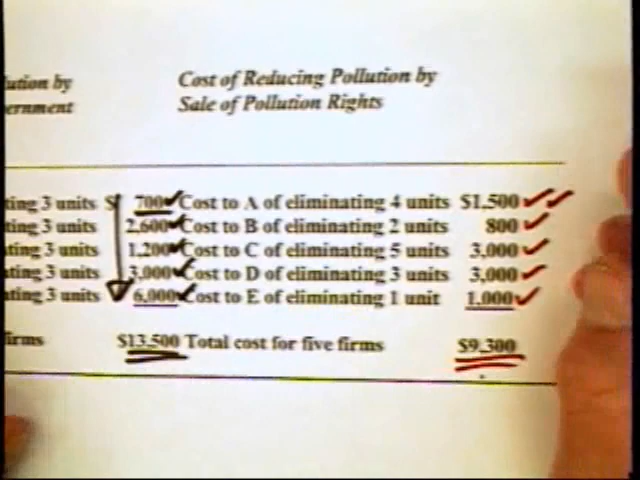 ution by Cost of Reducing Pollution by
ernment Sale of Pollution Rights
ting 3 units $ 700 Cost to A of eliminating 4 units $1,500
ting 3 units 2,600 Cost to B of eliminating 2 units 800
ting 3 units 1,200 Cost to C of eliminating 5 units 3,000
ting 3 units 3,000 Cost to D of eliminating 3 units 3,000
ting 3 units 6,000 Cost to E of eliminating 1 unit 1,000
irms $13,500 Total cost for five firms $9,300